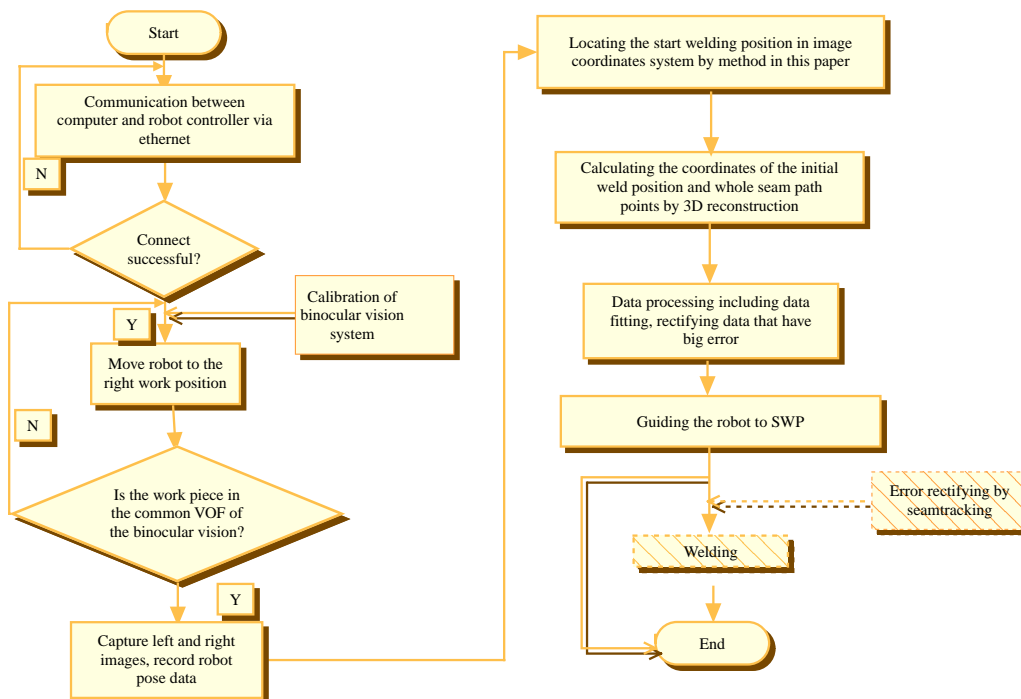 Start
Communication between
computer and robot controller via
ethernet
N
Connect
successful?
Calibration of
binocular vision
system
Y
Move robot to the
right work position
N
Is the work piece in
the common VOF of
the binocular vision?
Y
Capture left and right
images, record robot
pose data
Locating the start welding position in image
coordinates system by method in this paper
Calculating the coordinates of the initial
weld position and whole seam path
points by 3D reconstruction
Data processing including data
fitting, rectifying data that have
big error
Guiding the robot to SWP
Error rectifying by
seamtracking
Welding
End